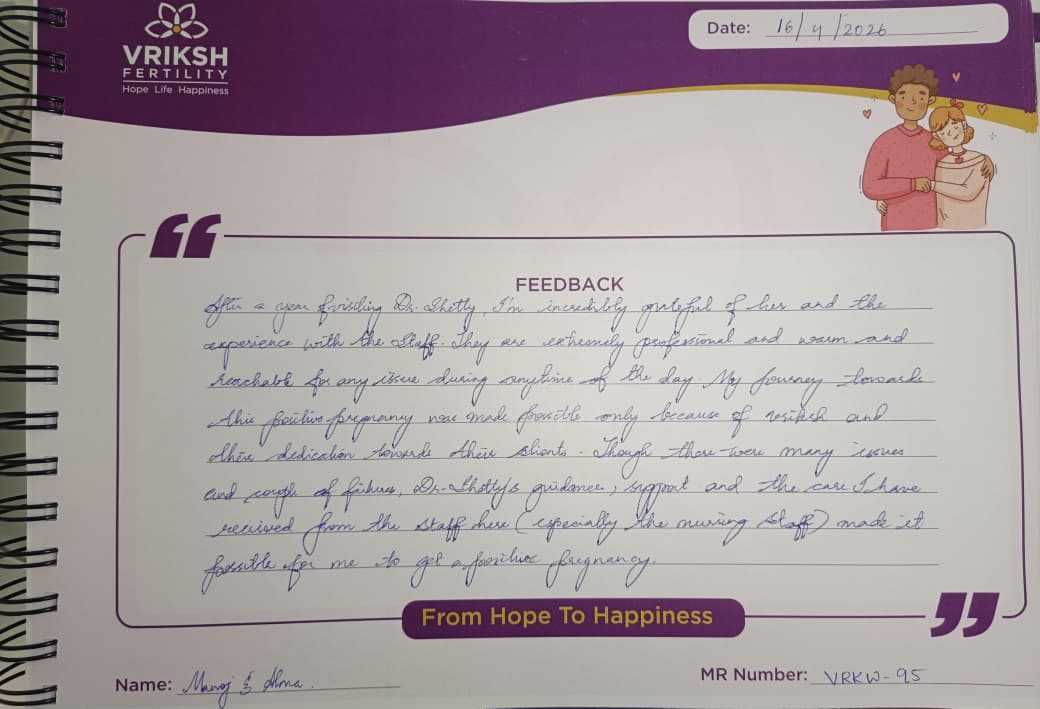 VRIKSH
FERTILITY
Hope Life Happiness
Date: 16/4/2026
FEEDBACK
After a year of visiting Dr. Shetty, I'm incredibly grateful of her and the
experience with the staff. They are extremely professional and warm and
reachable for any issue during anytime of the day. My journey towards
this positive pregnancy was made possible only because of and
their dedication towards their clients. Though there were many issues
and couple of failures, Dr. Shetty's guidance, support and the care I have
received from the staff here (especially the nursing staff) made it
possible for me to get a positive pregnancy.
From Hope To Happiness
Name: Manoj &
MR Number: VRKW-95